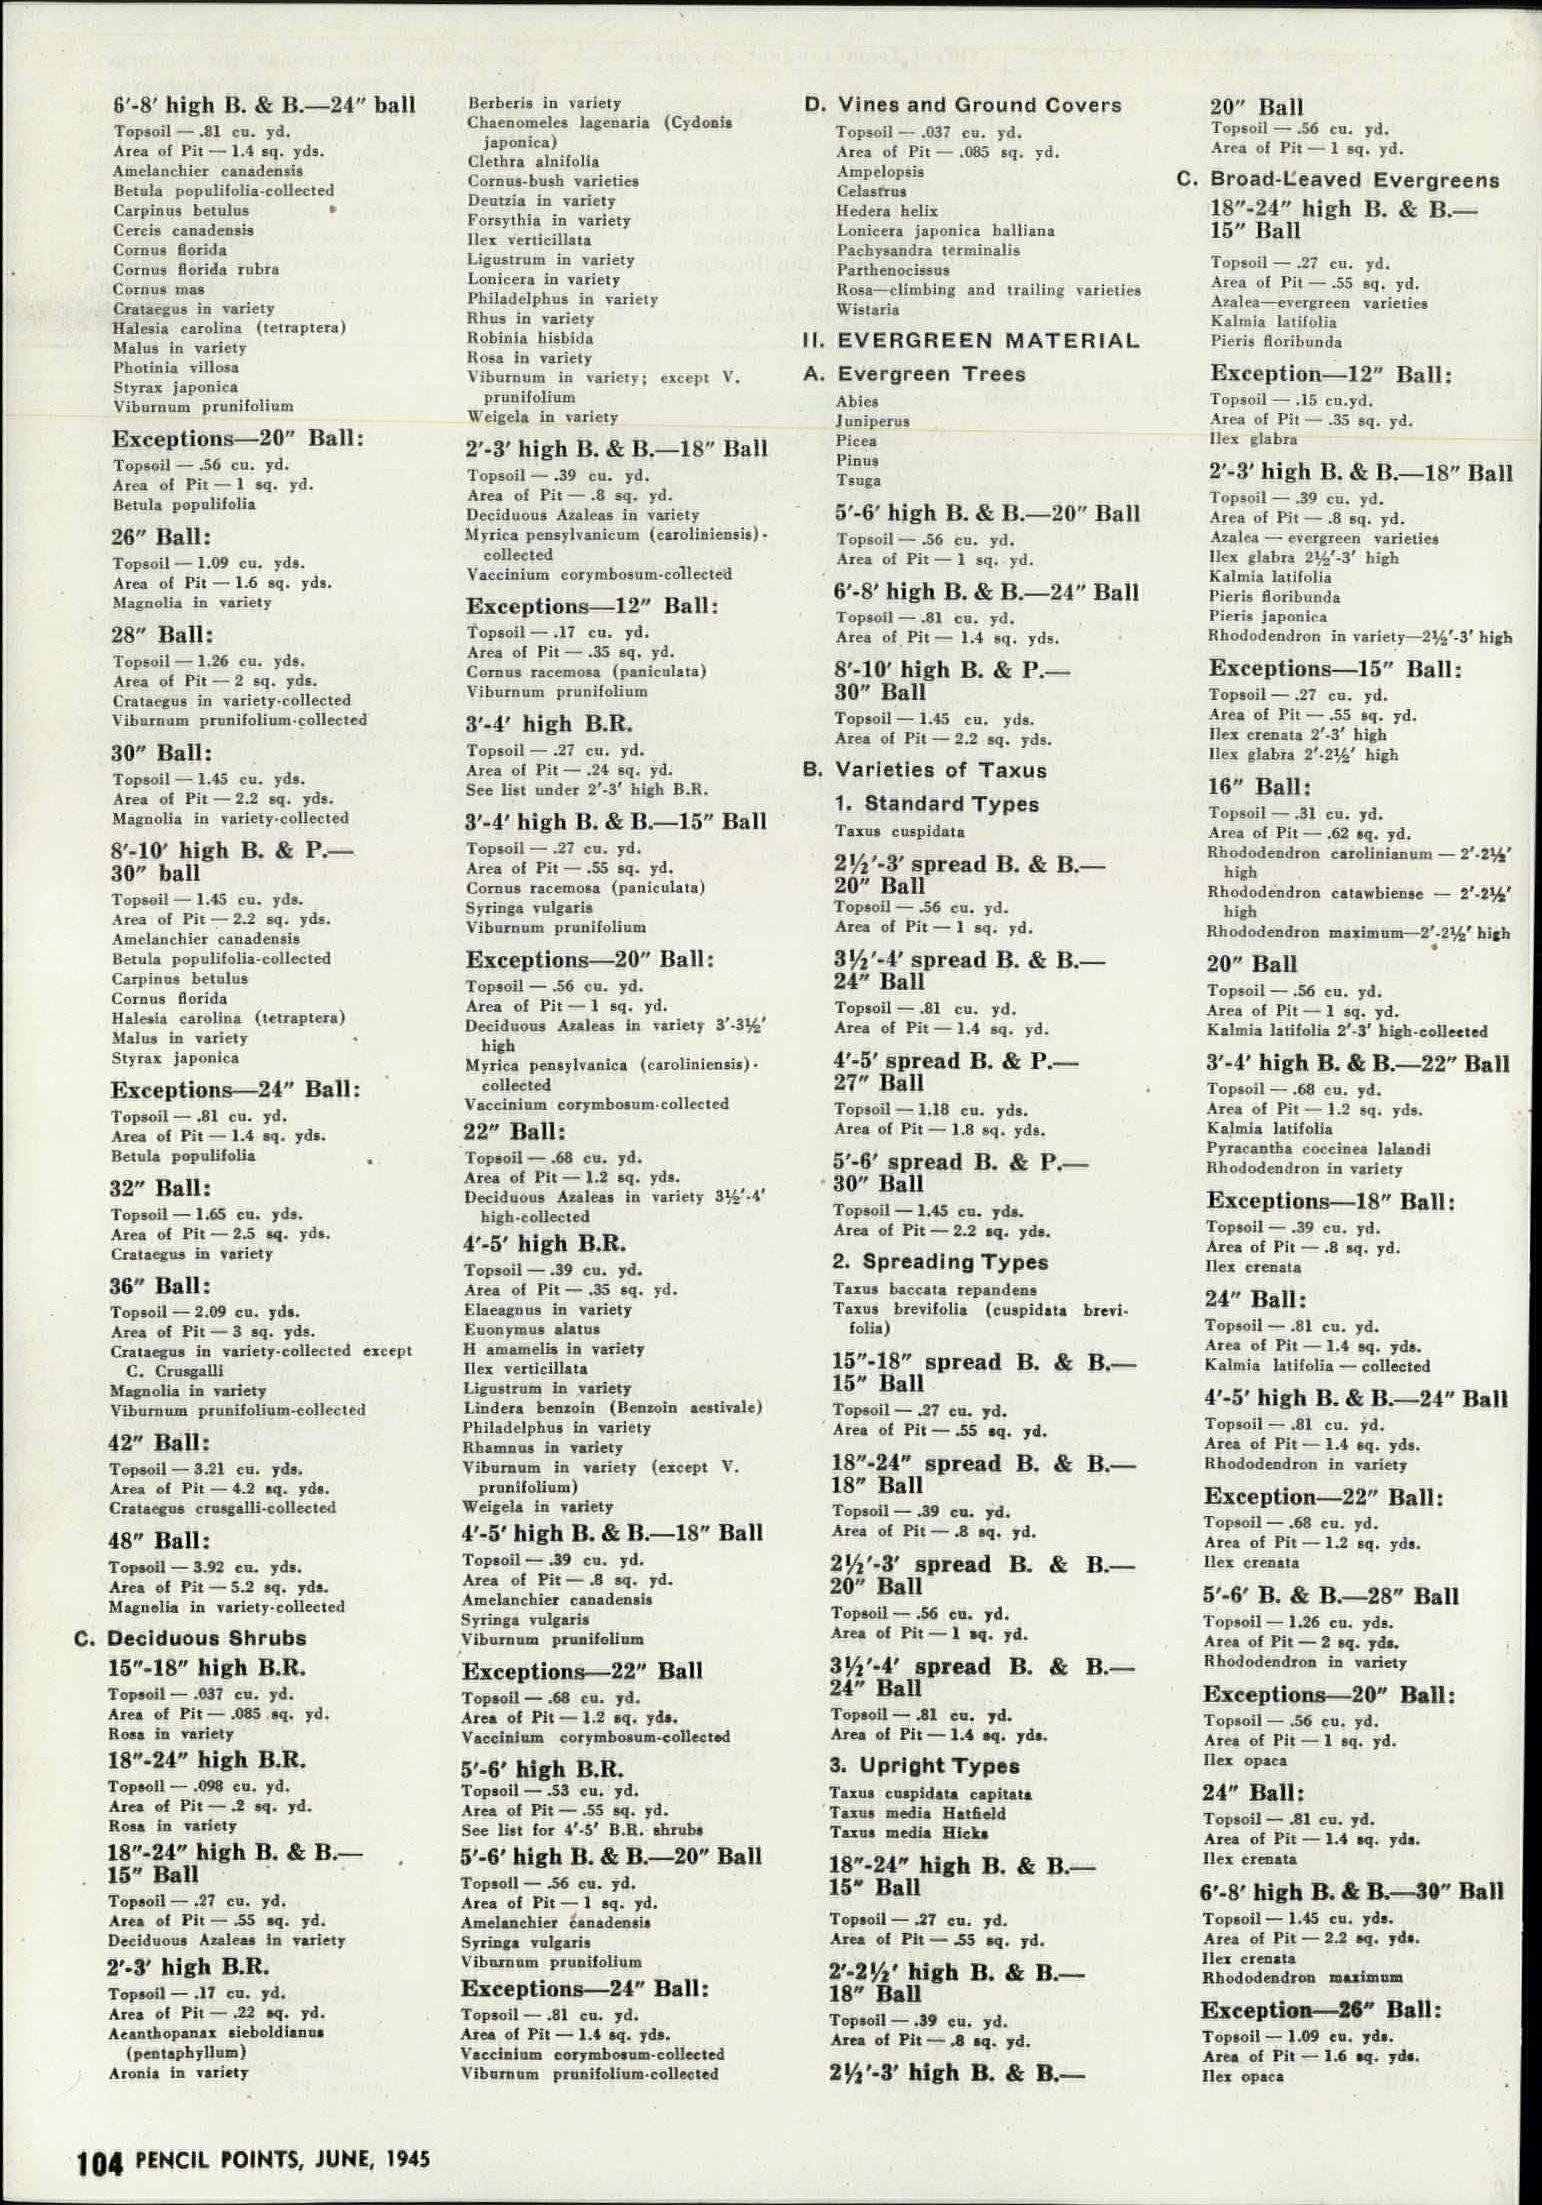 6′-8′ high B. & B.—24″ ball
Topsoil — .81 cu. yd.
Area of Pit — 1.4 sq. yds.
Amelanchier canadensis
Betula populifolia-collected
Carpinus betulus
Cercis canadensis
Cornus florida
Cornus florida rubra
Cornus mas
Crataegus in variety
Halesia carolina (tetraptera)
Malus in variety
Photinia villosa
Styrax japonica
Viburnum prunifolium
Exceptions—20″ Ball:
Topsoil — .56 cu. yd.
Area of Pit — 1 sq. yd.
Betula populifolia
26″ Ball:
Topsoil — 1.09 cu. yds.
Area of Pit — 1.6 sq. yds.
Magnolia in variety
28″ Ball:
Topsoil — 1.26 cu. yds.
Area of Pit — 2 sq. yds.
Crataegus in variety-collected
Viburnum prunifolium-collected
30″ Ball:
Topsoil — 1.45 cu. yds.
Area of Pit — 2.2 sq. yds.
Magnolia in variety-collected
8′-10′ high B. & P.—
30″ ball
Topsoil — 1.45 cu. yds.
Area of Pit — 2.2 sq. yds.
Amelanchier canadensis
Betula populifolia-collected
Carpinus betulus
Cornus florida
Halesia carolina (tetraptera)
Malus in variety
Styrax japonica
Exceptions—24″ Ball:
Topsoil — .81 cu. yd.
Area of Pit — 1.4 sq. yds.
Betula populifolia
32″ Ball:
Topsoil — 1.65 cu. yds.
Area of Pit — 2.5 sq. yds.
Crataegus in variety
36″ Ball:
Topsoil — 2.09 cu. yds.
Area of Pit — 3 sq. yds.
Crataegus in variety-collected except
C. Crusgalli
Magnolia in variety
Viburnum prunifolium-collected
42″ Ball:
Topsoil — 3.21 cu. yds.
Area of Pit — 4.2 sq. yds.
Crataegus crusgalli-collected
48″ Ball:
Topsoil — 3.92 cu. yds.
Area of Pit — 5.2 sq. yds.
Magnolia in variety-collected
C. Deciduous Shrubs
15″-18″ high B.R.
Topsoil — .037 cu. yd.
Area of Pit — .085 sq. yd.
Rosa in variety
18″-24″ high B.R.
Topsoil — .098 cu. yd.
Area of Pit — .2 sq. yd.
Rosa in variety
18″-24″ high B. & B.—
15″ Ball
Topsoil — .27 cu. yd.
Area of Pit — .55 sq. yd.
Deciduous Azaleas in variety
2′-3′ high B.R.
Topsoil — .17 cu. yd.
Area of Pit — .22 sq. yd.
Acanthopanax sieboldianus
(pentaphyllum)
Aronia in variety
Berberis in variety
Chaenomeles lagenaria (Cydonis
japonica)
Clethra alnifolia
Cornus-bush varieties
Deutzia in variety
Forsythia in variety
Ilex verticillata
Ligustrum in variety
Lonicera in variety
Philadelphus in variety
Rhus in variety
Robinia hisbida
Rosa in variety
Viburnum in variety; except V.
prunifolium
Weigela in variety
2′-3′ high B. & B.—18″ Ball
Topsoil — .39 cu. yd.
Area of Pit — .8 sq. yd.
Deciduous Azaleas in variety
Myrica pensylvanicum (caroliniensis)-
collected
Vaccinium corymbosum-collected
Exceptions—12″ Ball:
Topsoil — .17 cu. yd.
Area of Pit — .35 sq. yd.
Cornus racemosa (paniculata)
Viburnum prunifolium
3′-4′ high B.R.
Topsoil — .27 cu. yd.
Area of Pit — .24 sq. yd.
See list under 2′-3′ high B.R.
3′-4′ high B. & B.—15″ Ball
Topsoil — .27 cu. yd.
Area of Pit — .55 sq. yd.
Cornus racemosa (paniculata)
Syringa vulgaris
Viburnum prunifolium
Exceptions—20″ Ball:
Topsoil — .56 cu. yd.
Area of Pit — 1 sq. yd.
Deciduous Azaleas in variety 3′-3½′
high
Myrica pensylvanica (caroliniensis)-
collected
Vaccinium corymbosum-collected
22″ Ball:
Topsoil — .68 cu. yd.
Area of Pit — 1.2 sq. yds.
Deciduous Azaleas in variety 3½′-4′
high-collected
4′-5′ high B.R.
Topsoil — .39 cu. yd.
Area of Pit — .35 sq. yd.
Elaeagnus in variety
Euonymus alatus
H amamelis in variety
Ilex verticillata
Ligustrum in variety
Lindera benzoin (Benzoin aestivale)
Philadelphus in variety
Rhamnus in variety
Viburnum in variety (except V.
prunifolium)
Weigela in variety
4′-5′ high B. & B.—18″ Ball
Topsoil — .39 cu. yd.
Area of Pit — .8 sq. yd.
Amelanchier canadensis
Syringa vulgaris
Viburnum prunifolium
Exceptions—22″ Ball
Topsoil — .68 cu. yd.
Area of Pit — 1.2 sq. yds.
Vaccinium corymbosum-collected
5′-6′ high B.R.
Topsoil — .53 cu. yd.
Area of Pit — .55 sq. yd.
See list for 4′-5′ B.R. shrubs
5′-6′ high B. & B.—20″ Ball
Topsoil — .56 cu. yd.
Area of Pit — 1 sq. yd.
Amelanchier canadensis
Syringa vulgaris
Viburnum prunifolium
Exceptions—24″ Ball:
Topsoil — .81 cu. yd.
Area of Pit — 1.4 sq. yds.
Vaccinium corymbosum-collected
Viburnum prunifolium-collected
D. Vines and Ground Covers
Topsoil — .037 cu. yd.
Area of Pit — .085 sq. yd.
Ampelopsis
Celastrus
Hedera helix
Lonicera japonica halliana
Pachysandra terminalis
Parthenocissus
Rosa—climbing and trailing varieties
Wistaria
II. EVERGREEN MATERIAL
A. Evergreen Trees
Abies
Juniperus
Picea
Pinus
Tsuga
5′-6′ high B. & B.—20″ Ball
Topsoil — .56 cu. yd.
Area of Pit — 1 sq. yd.
6′-8′ high B. & B.—24″ Ball
Topsoil — .81 cu. yd.
Area of Pit — 1.4 sq. yds.
8′-10′ high B. & P.—
30″ Ball
Topsoil — 1.45 cu. yds.
Area of Pit — 2.2 sq. yds.
B. Varieties of Taxus
1. Standard Types
Taxus cuspidata
2½′-3′ spread B. & B.—
20″ Ball
Topsoil — .56 cu. yd.
Area of Pit — 1 sq. yd.
3½′-4′ spread B. & B.—
24″ Ball
Topsoil — .81 cu. yd.
Area of Pit — 1.4 sq. yd.
4′-5′ spread B. & P.—
27″ Ball
Topsoil — 1.18 cu. yds.
Area of Pit — 1.8 sq. yds.
5′-6′ spread B. & P.—
30″ Ball
Topsoil — 1.45 cu. yds.
Area of Pit — 2.2 sq. yds.
2. Spreading Types
Taxus baccata repandens
Taxus brevifolia (cuspidata brevi-
folia)
15″-18″ spread B. & B.—
15″ Ball
Topsoil — .27 cu. yd.
Area of Pit — .55 sq. yd.
18″-24″ spread B. & B.—
18″ Ball
Topsoil — .39 cu. yd.
Area of Pit — .8 sq. yd.
2½′-3′ spread B. & B.—
20″ Ball
Topsoil — .56 cu. yd.
Area of Pit — 1 sq. yd.
3½′-4′ spread B. & B.—
24″ Ball
Topsoil — .81 cu. yd.
Area of Pit — 1.4 sq. yds.
3. Upright Types
Taxus cuspidata capitata
Taxus media Hatfield
Taxus media Hicks
18″-24″ high B. & B.—
15″ Ball
Topsoil — .27 cu. yd.
Area of Pit — .55 sq. yd.
2′-2½′ high B. & B.—
18″ Ball
Topsoil — .39 cu. yd.
Area of Pit — .8 sq. yd.
2½′-3′ high B. & B.—
20″ Ball
Topsoil — .56 cu. yd.
Area of Pit — 1 sq. yd.
C. Broad-Leaved Evergreens
18″-24″ high B. & B.—
15″ Ball
Topsoil — .27 cu. yd.
Area of Pit — .55 sq. yd.
Azalea—evergreen varieties
Kalmia latifolia
Pieris floribunda
Exception—12″ Ball:
Topsoil — .15 cu.yd.
Area of Pit — .35 sq. yd.
Ilex glabra
2′-3′ high B. & B.—18″ Ball
Topsoil — .39 cu. yd.
Area of Pit — .8 sq. yd.
Azalea — evergreen varieties
Ilex glabra 2½′-3′ high
Kalmia latifolia
Pieris floribunda
Pieris japonica
Rhododendron in variety—2½′-3′ high
Exceptions—15″ Ball:
Topsoil — .27 cu. yd.
Area of Pit — .55 sq. yd.
Ilex crenata 2′-3′ high
Ilex glabra 2′-2½′ high
16″ Ball:
Topsoil — .31 cu. yd.
Area of Pit — .62 sq. yd.
Rhododendron carolinianum — 2′-2½′
high
Rhododendron catawbiense — 2′-2½′
high
Rhododendron maximum—2′-2½′ high
20″ Ball
Topsoil — .56 cu. yd.
Area of Pit — 1 sq. yd.
Kalmia latifolia 2′-3′ high-collected
3′-4′ high B. & B.—22″ Ball
Topsoil — .68 cu. yd.
Area of Pit — 1.2 sq. yds.
Kalmia latifolia
Pyracantha coccinea lalandi
Rhododendron in variety
Exceptions—18″ Ball:
Topsoil — .39 cu. yd.
Area of Pit — .8 sq. yd.
Ilex crenata
24″ Ball:
Topsoil — .81 cu. yd.
Area of Pit — 1.4 sq. yds.
Kalmia latifolia — collected
4′-5′ high B. & B.—24″ Ball
Topsoil — .81 cu. yd.
Area of Pit — 1.4 sq. yds.
Rhododendron in variety
Exception—22″ Ball:
Topsoil — .68 cu. yd.
Area of Pit — 1.2 sq. yds.
Ilex crenata
5′-6′ B. & B.—28″ Ball
Topsoil — 1.26 cu. yds.
Area of Pit — 2 sq. yds.
Rhododendron in variety
Exceptions—20″ Ball:
Topsoil — .56 cu. yd.
Area of Pit — 1 sq. yd.
Ilex opaca
24″ Ball:
Topsoil — .81 cu. yd.
Area of Pit — 1.4 sq. yds.
Ilex crenata
6′-8′ high B. & B.—30″ Ball
Topsoil — 1.45 cu. yds.
Area of Pit — 2.2 sq. yds.
Ilex crenata
Rhododendron maximum
Exception—26″ Ball:
Topsoil — 1.09 cu. yds.
Area of Pit — 1.6 sq. yds.
Ilex opaca
104 PENCIL POINTS, JUNE, 1945